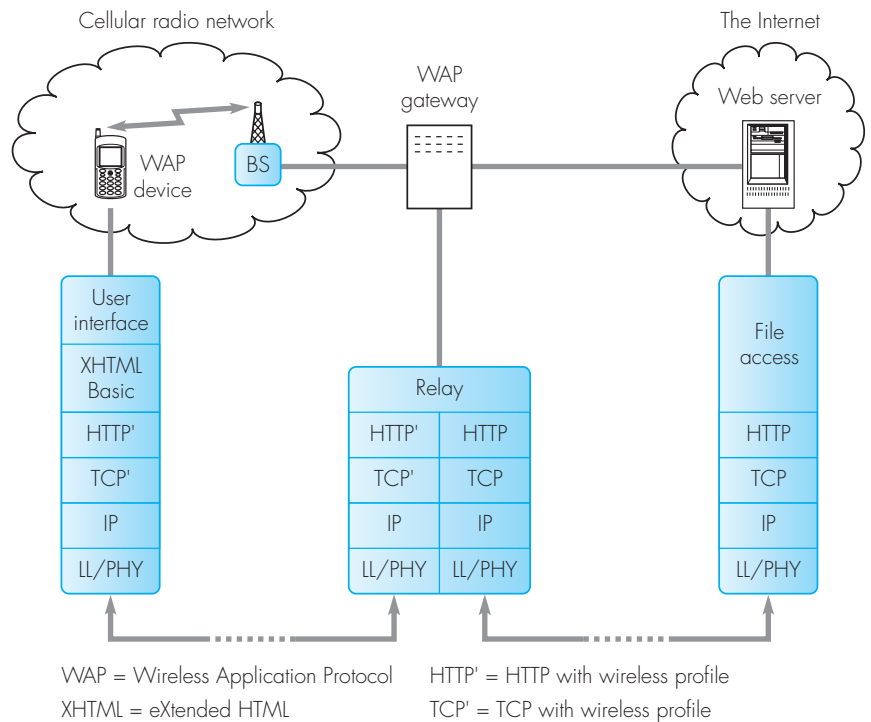 Cellular radio network
The Internet
WAP
gateway
Web server
WAP
device
BS
User
interface
XHTML
Basic
HTTP'
TCP'
IP
LL/PHY
Relay
HTTP' HTTP
TCP' TCP
IP IP
LL/PHY LL/PHY
File
access
HTTP
TCP
IP
LL/PHY
WAP = Wireless Application Protocol
XHTML = eXtended HTML
HTTP' = HTTP with wireless profile
TCP' = TCP with wireless profile